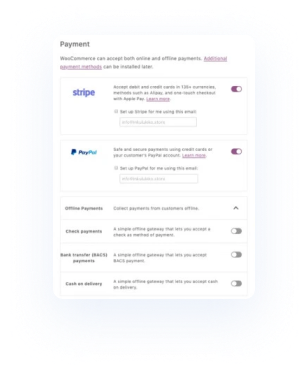 Payment
WooCommerce can accept both online and offline payments. Additional
payment methods can be installed later.
stripe
Accept debit and credit cards in 135+ currencies,
methods such as Alipay, and one-touch checkout
with Apple Pay. Learn more.
Set up Stripe for me using this email:
PayPal
Safe and secure payments using credit cards or
your customer's PayPal account. Learn more.
Set up PayPal for me using this email:
Offline Payments
Collect payments from customers offline.
Check payments
A simple offline gateway that lets you accept a
check as method of payment.
Bank transfer (BACS)
payments
A simple offline gateway that lets you accept
BACS payment.
Cash on delivery
A simple offline gateway that lets you accept cash
on delivery.